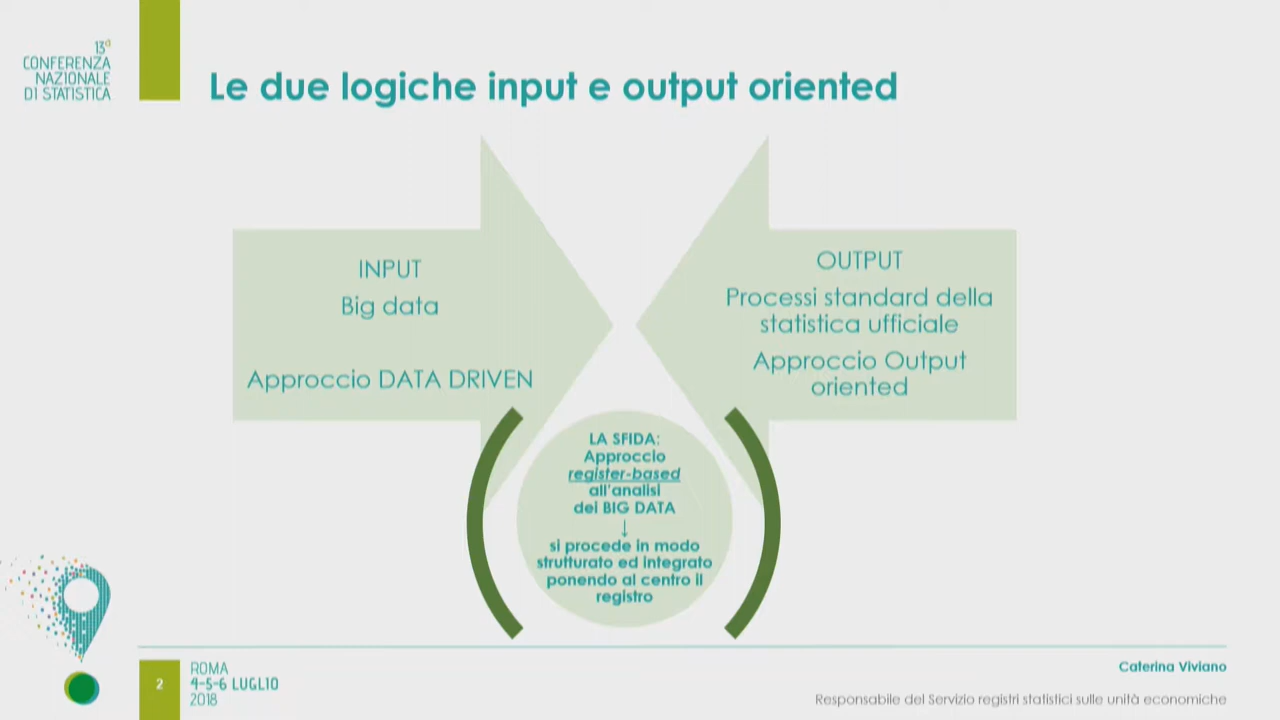 13a
CONFERENZA
NAZIONALE
DI STATISTICA
Le due logiche input e output oriented
INPUT
Big data
Approccio DATA DRIVEN
OUTPUT
Processi standard della
statistica ufficiale
Approccio Output
oriented
LA SFIDA:
Approccio
register-based
all'analisi
dei BIG DATA
↓
si procede in modo
strutturato ed integrato
ponendo al centro il
registro
2
ROMA
4-5-6 LUGLIO
2018
Caterina Viviano
Responsabile del Servizio registri statistici sulle unità economiche